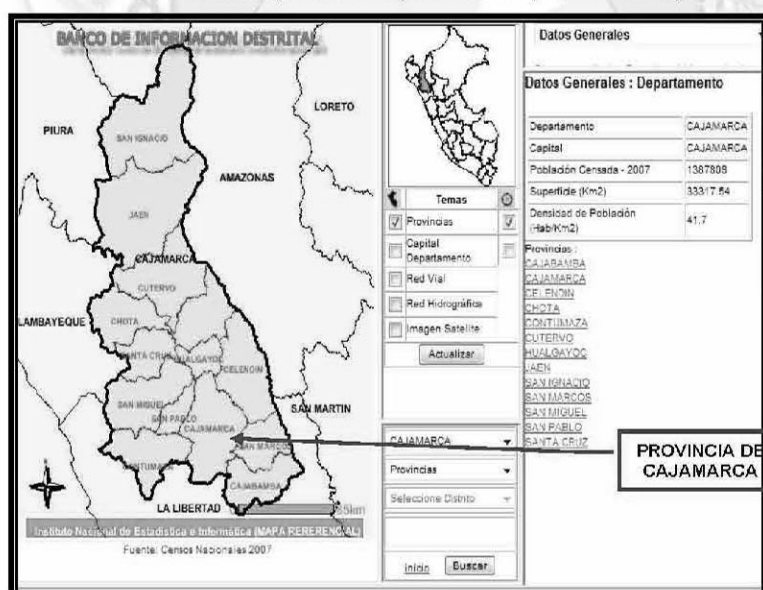 BANCO DE INFORMACION DISTRITAL
LORETO
PIURA
SAN IGNACIO
AMAZONAS
JAEN
CAJAMARCA
CUTERVO
LAMBAYEQUE
CHOTA
SANTA CRUZ
HUALGAYOC
CELENDIN
SAN MIGUEL
SAN PABLO
SAN MARTIN
CAJAMARCA
SAN MARCOS
CONTUMAZA
CAJABAMBA
LA LIBERTAD
85km
Instituto Nacional de Estadística e Informática (MAPA RERERENCIAL)
Fuente: Censos Nacionales 2007
Temas
Provincias
Capital
Departamento
Red Vial
Red Hidrográfica
Imagen Satelite
Actualizar
CAJAMARCA
Provincias
Seleccione Distrito
inicio Buscar
Datos Generales
Datos Generales : Departamento
Departamento CAJAMARCA
Capital CAJAMARCA
Población Censada - 2007 1387809
Superficie (Km2) 33317.54
Densidad de Población
(Hab/Km2) 41.7
Provincias :
CAJABAMBA
CAJAMARCA
CELENDIN
CHOTA
CONTUMAZA
CUTERVO
HUALGAYOC
JAEN
SAN IGNACIO
SAN MARCOS
SAN MIGUEL
SAN PABLO
SANTA CRUZ
PROVINCIA DE
CAJAMARCA